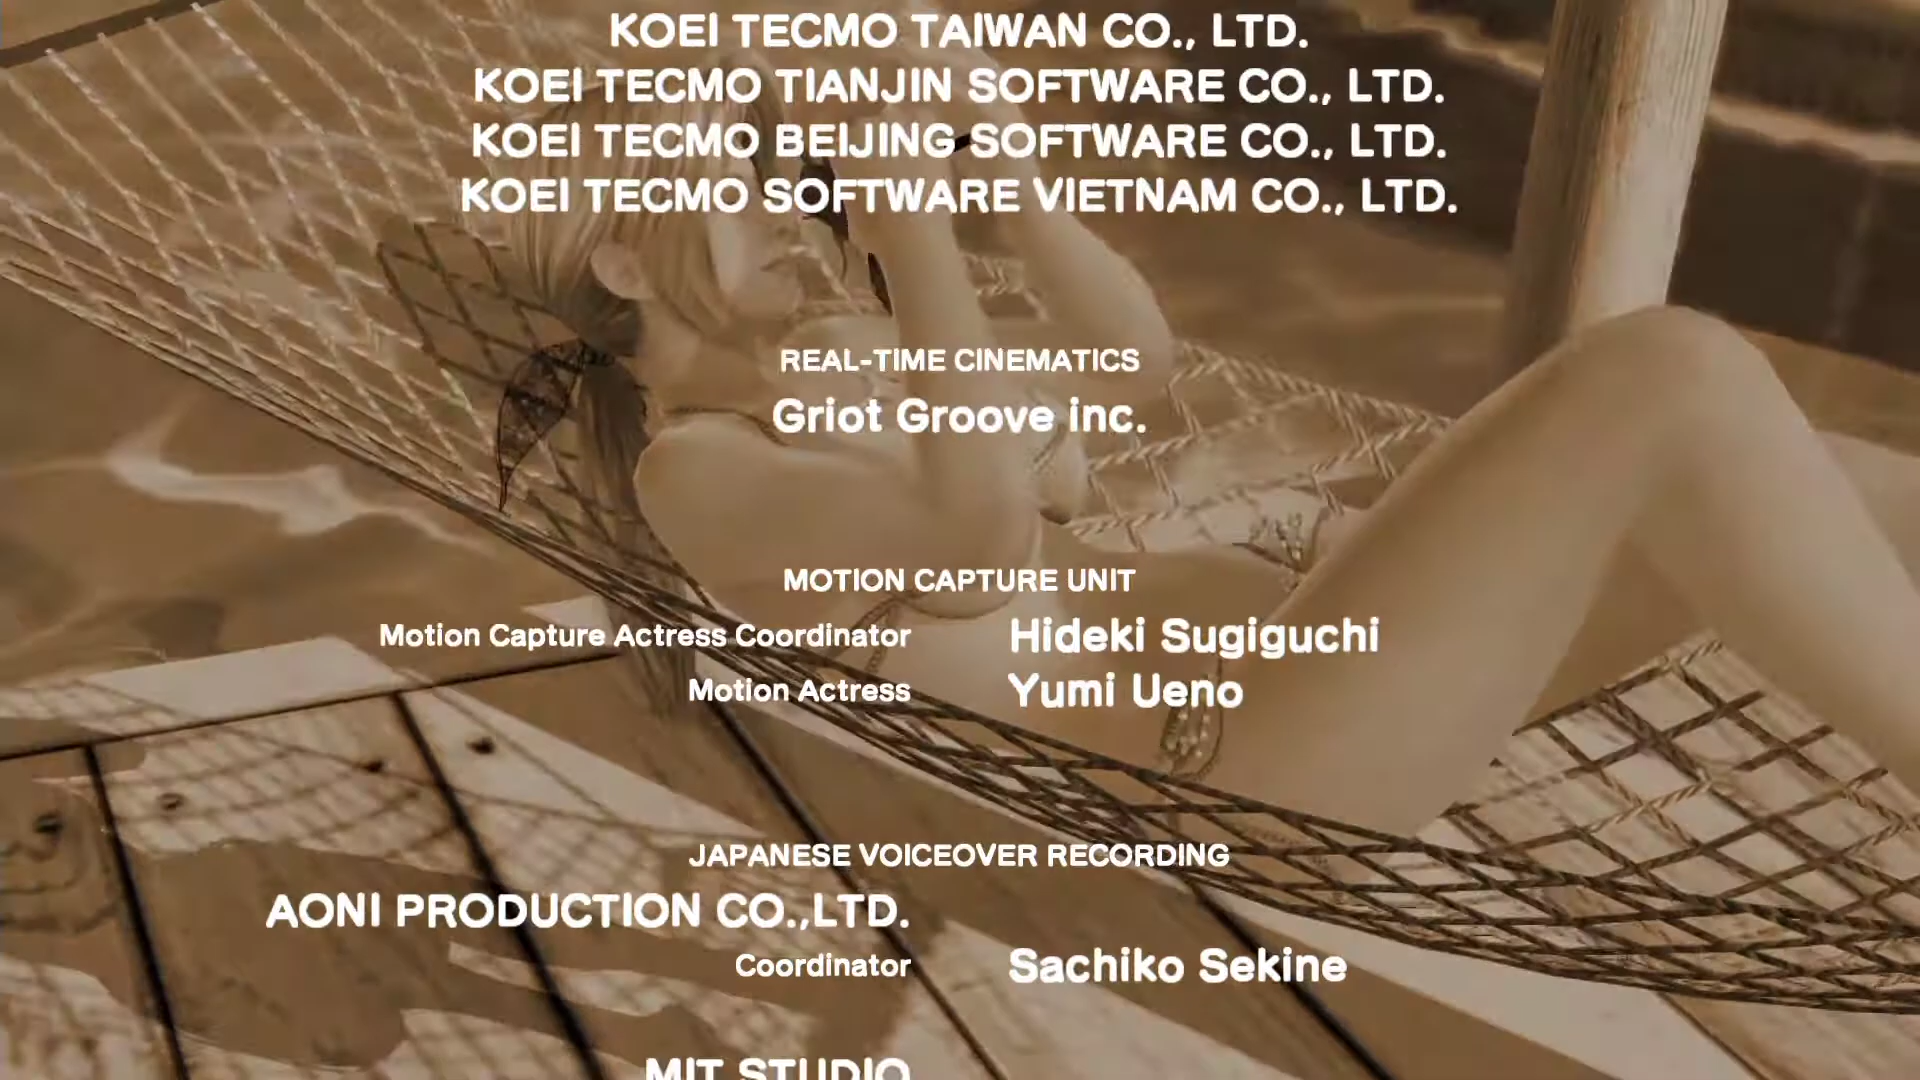 KOEI TECMO TAIWAN CO., LTD.
KOEI TECMO TIANJIN SOFTWARE CO., LTD.
KOEI TECMO BEIJING SOFTWARE CO., LTD.
KOEI TECMO SOFTWARE VIETNAM CO., LTD.
REAL-TIME CINEMATICS
Griot Groove inc.
MOTION CAPTURE UNIT
Motion Capture Actress Coordinator Hideki Sugiguchi
Motion Actress Yumi Ueno
JAPANESE VOICEOVER RECORDING
AONI PRODUCTION CO.,LTD.
Coordinator Sachiko Sekine
MIT STUDIO